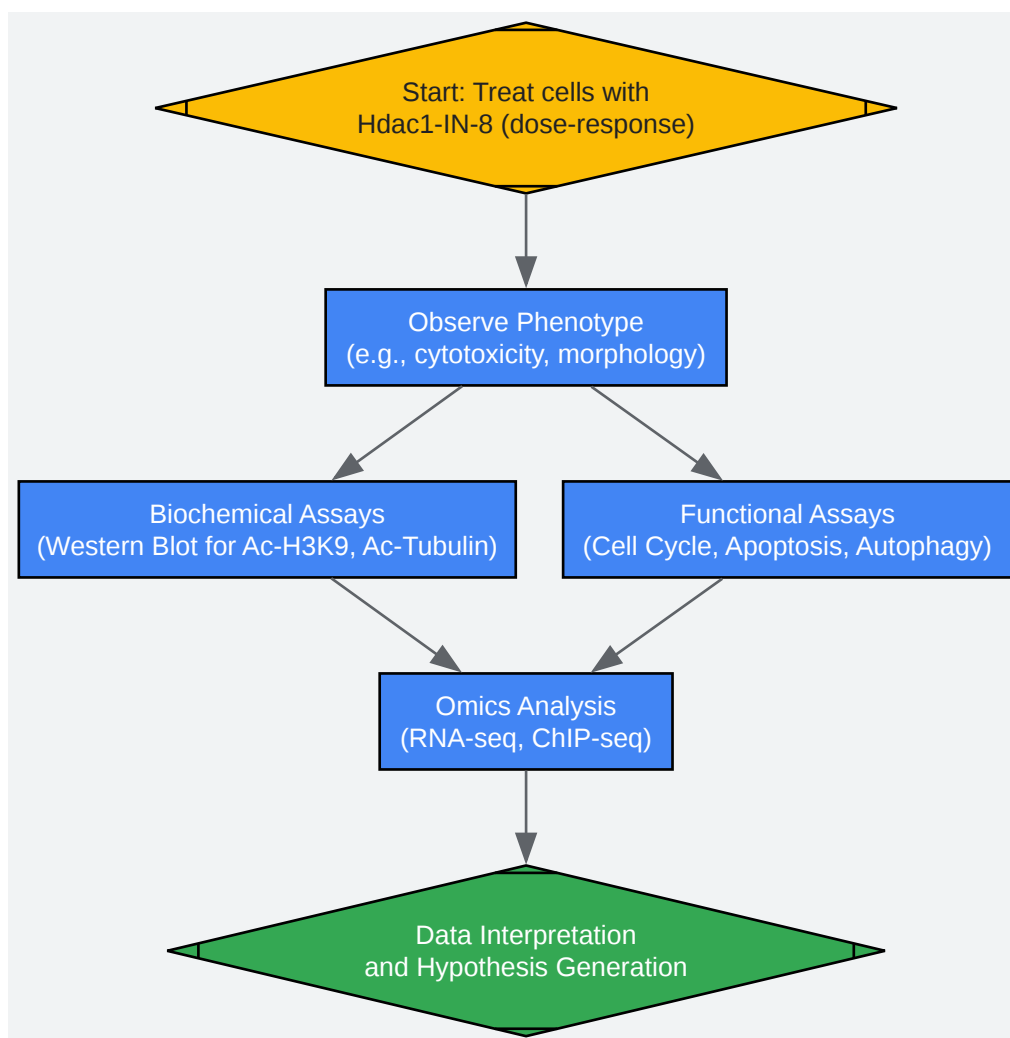 Start: Treat cells with
Hdac1-IN-8 (dose-response)
Observe Phenotype
(e.g., cytotoxicity, morphology)
Biochemical Assays
(Western Blot for Ac-H3K9, Ac-Tubulin)
Functional Assays
(Cell Cycle, Apoptosis, Autophagy)
Omics Analysis
(RNA-seq, ChIP-seq)
Data Interpretation
and Hypothesis Generation